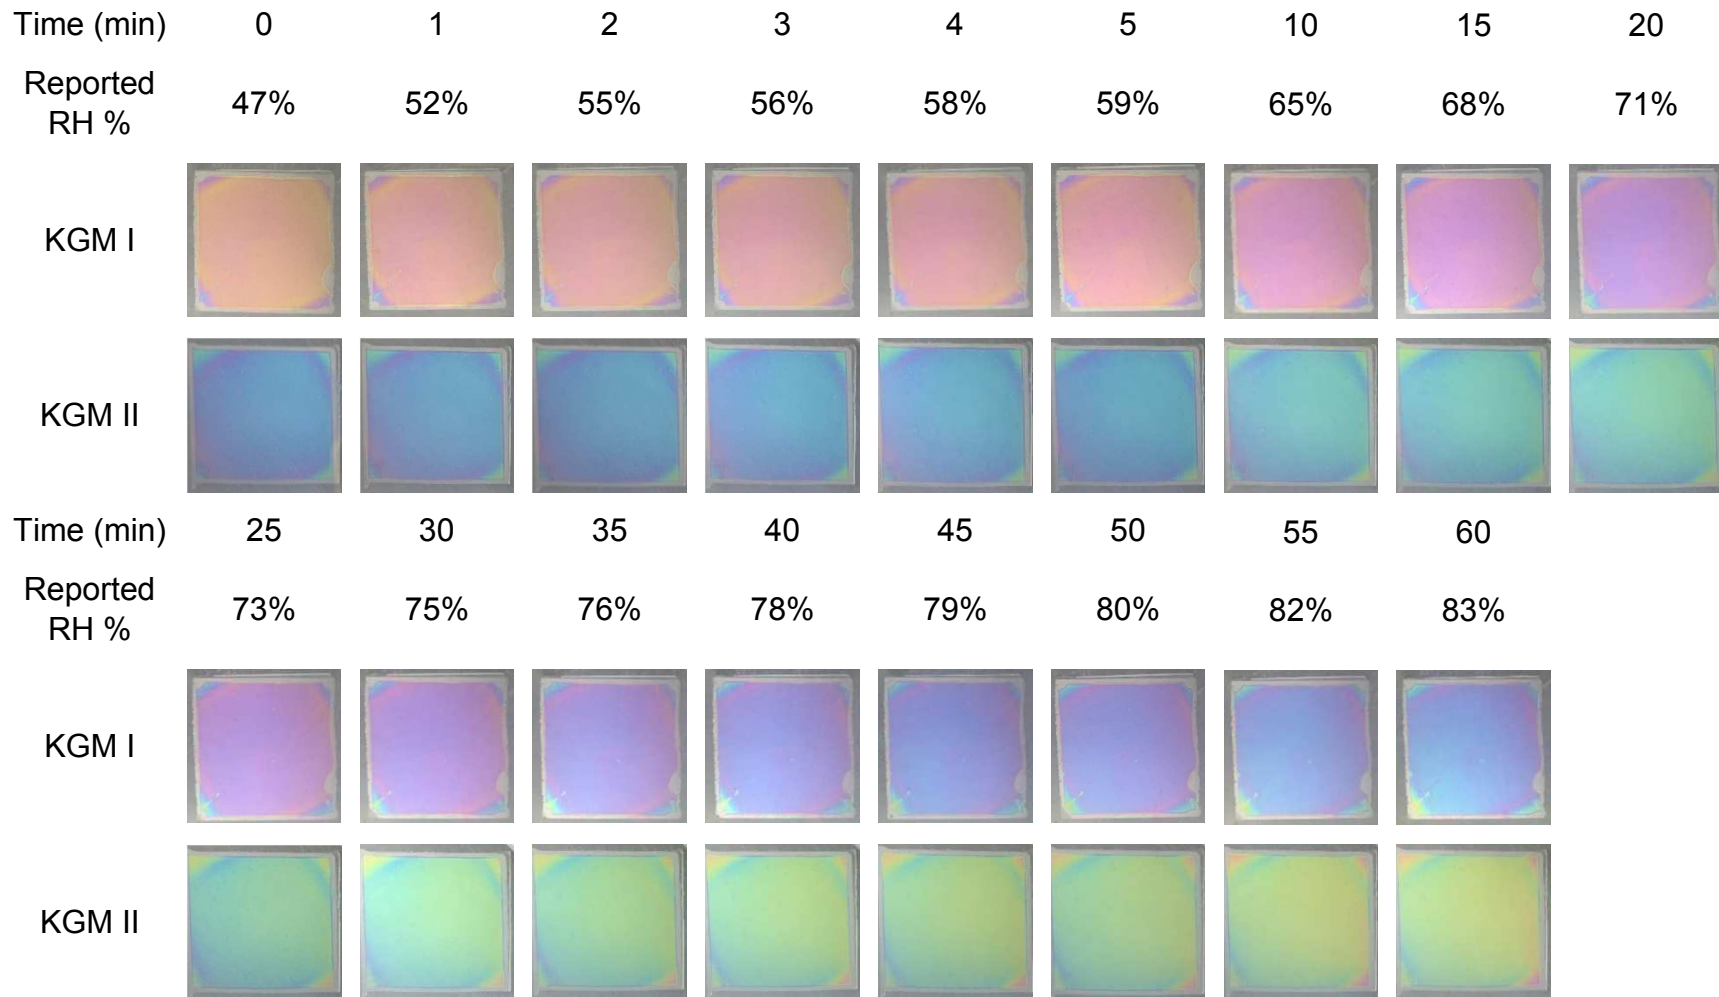 Time (min) 0 1 2 3 4 5 10 15 20
Reported
RH % 47% 52% 55% 56% 58% 59% 65% 68% 71%
KGM I
KGM II
Time (min) 25 30 35 40 45 50 55 60
Reported
RH % 73% 75% 76% 78% 79% 80% 82% 83%
KGM I
KGM II